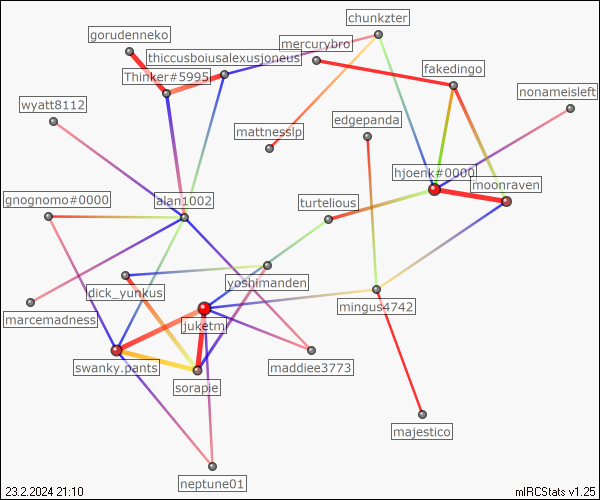 chunkzter
gorudenneko
mercurybro
thiccusboiusalexusjoneus
fakedingo
Thinker#5995
nonameisleft
wyatt8112
edgepanda
mattnesslp
hjoenk#0000
moonraven
gnognomo#0000
alan1002
turtelious
yoshimanden
dick_yunkus
mingus4742
marcemadness
juketm
swanky.pants
maddiee3773
sorapie
majestico
neptune01
23.2.2024 21:10
mIRCStats v1.25